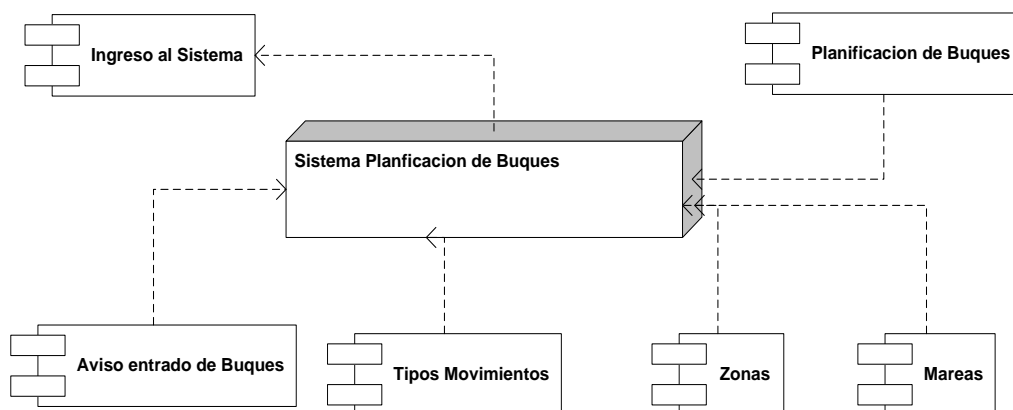 Ingreso al Sistema
Planificacion de Buques
Sistema Planficacion de Buques
Aviso entrado de Buques
Tipos Movimientos
Zonas
Mareas